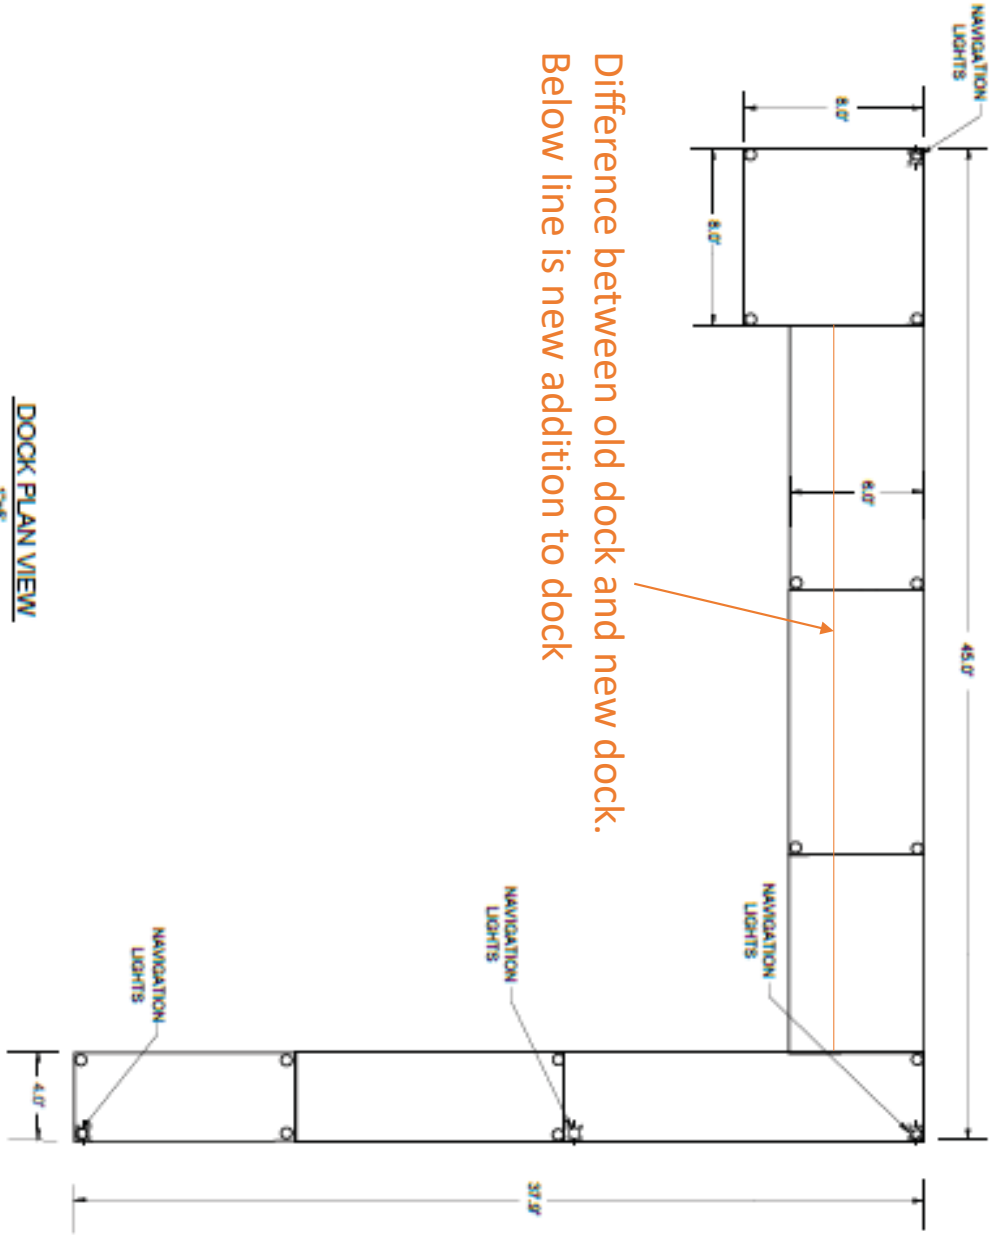 NAVIGATION
LIGHTS
8.0'
8.0'
Difference between old dock and new dock.
Below line is new addition to dock
6.0'
45.0'
NAVIGATION
LIGHTS
NAVIGATION
LIGHTS
NAVIGATION
LIGHTS
4.0'
37.9'
DOCK PLAN VIEW